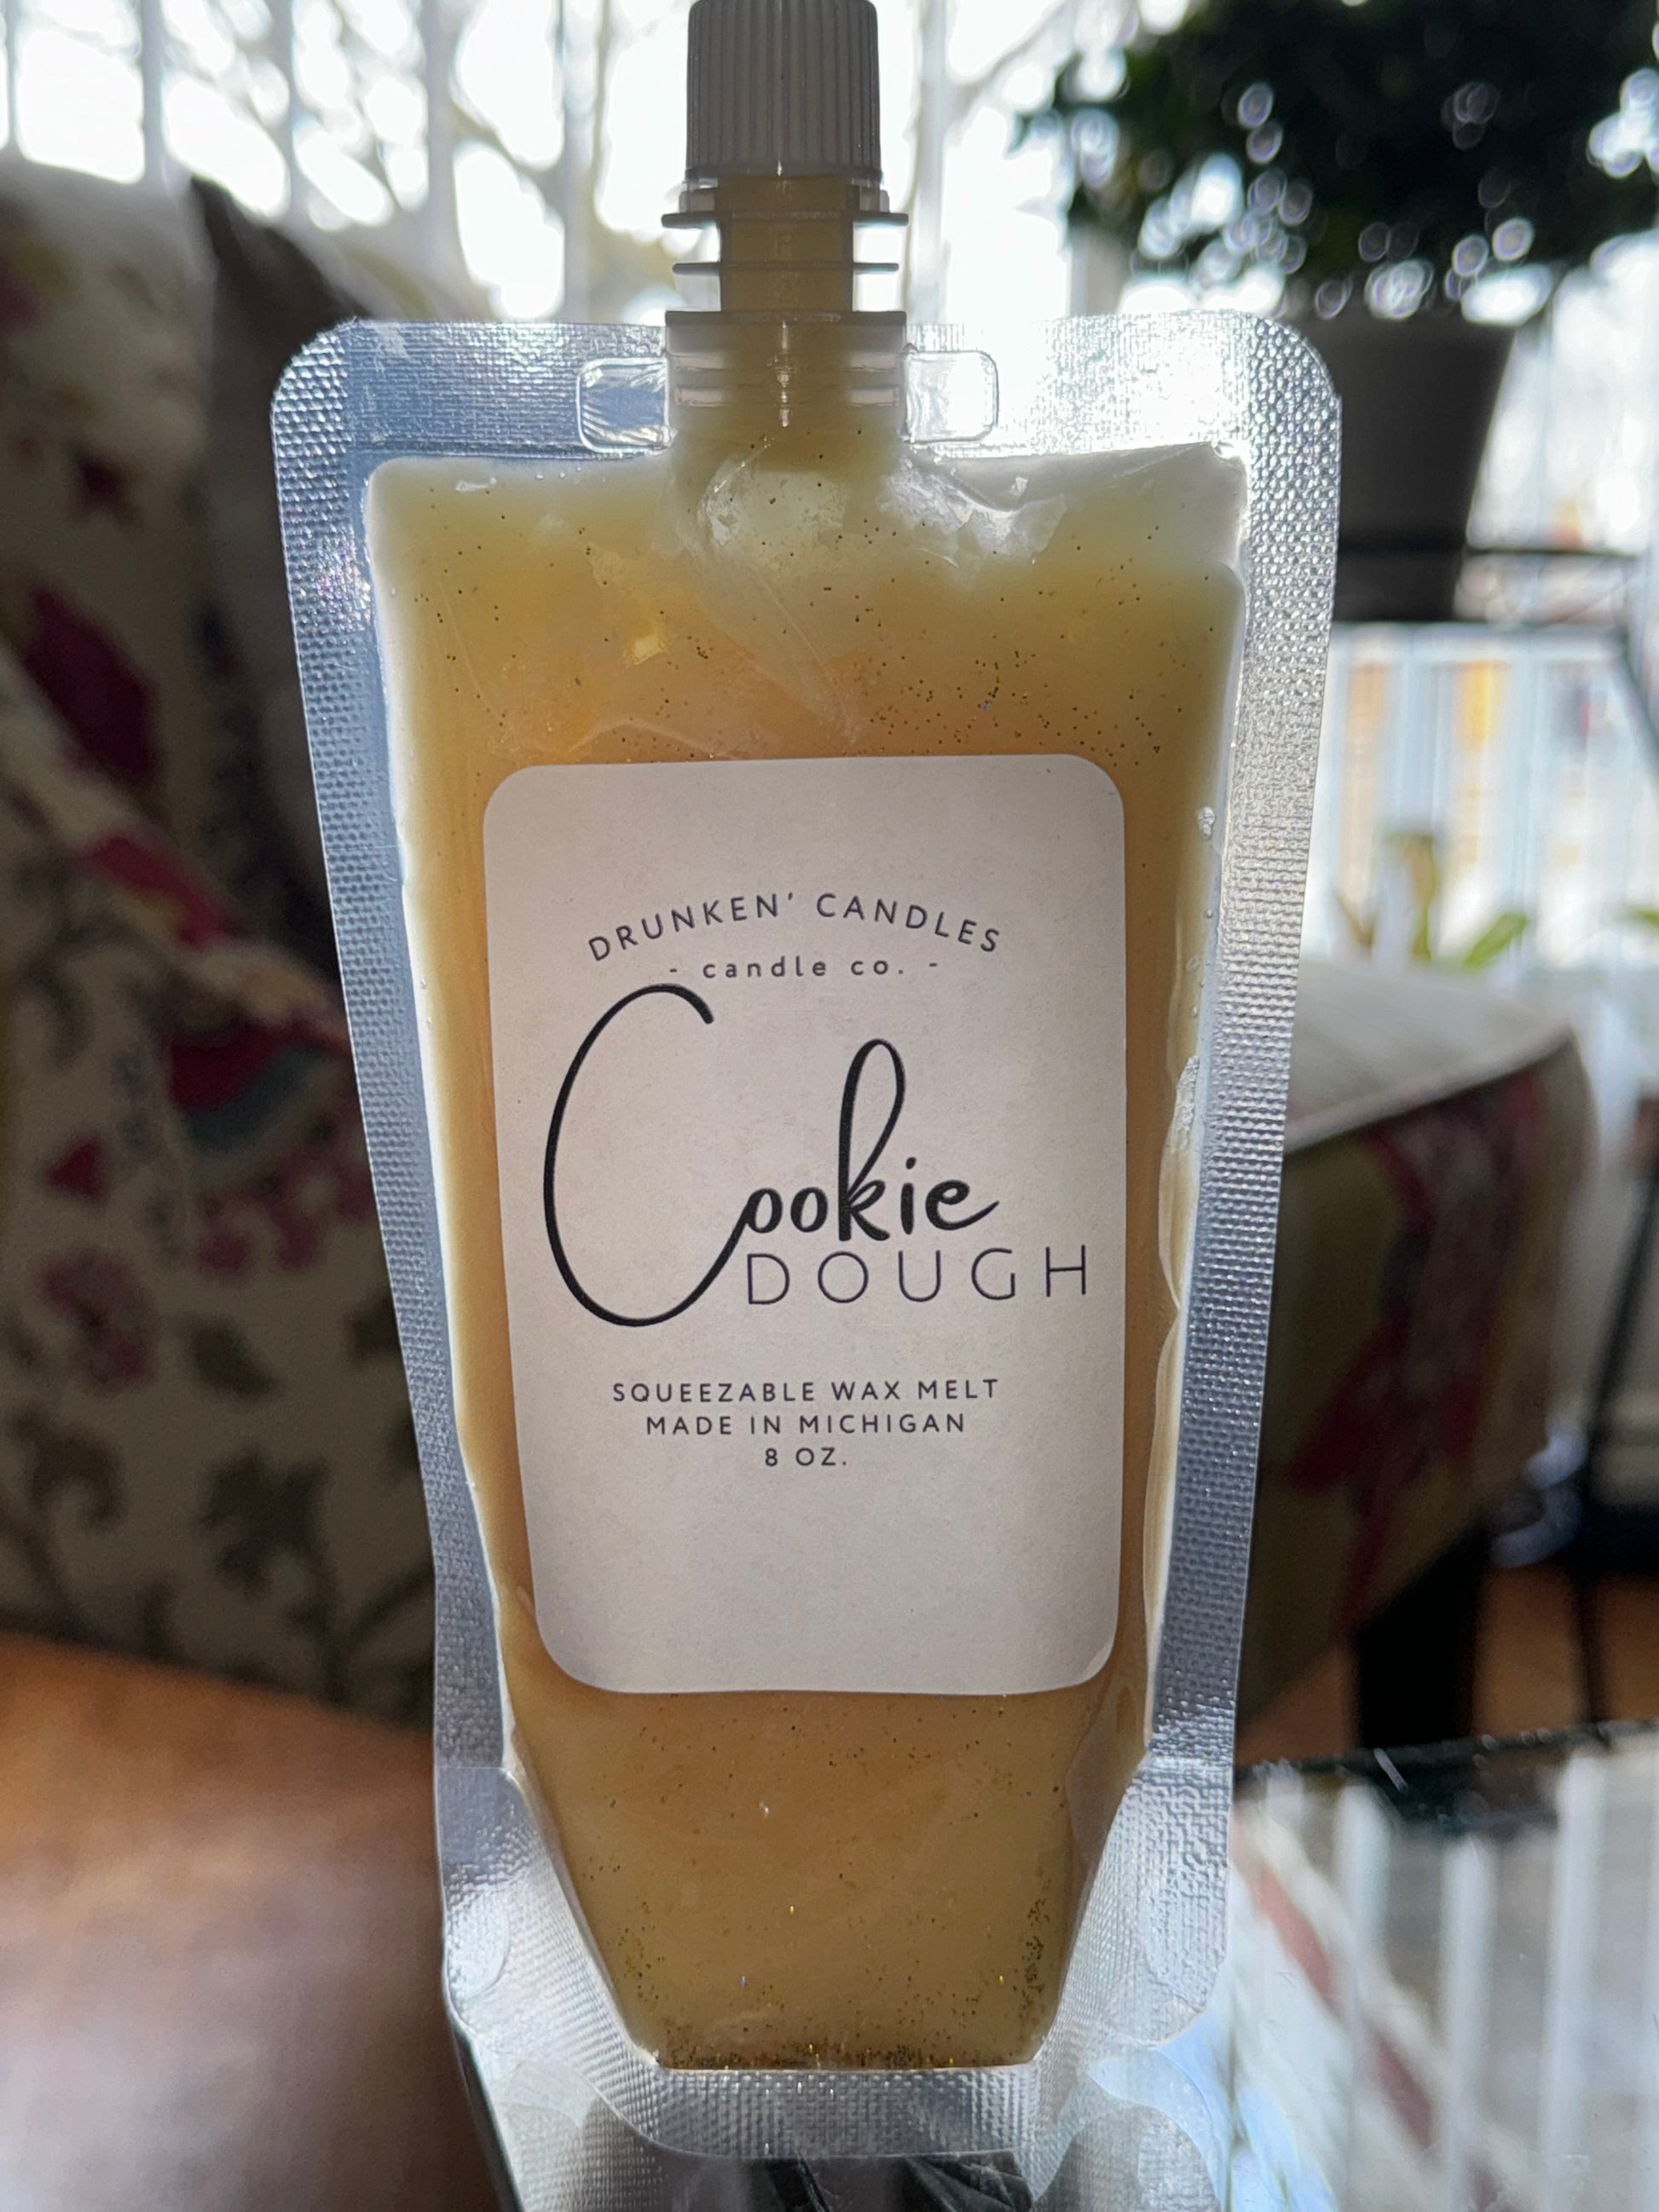 DRUNKEN' CANDLES
- candle co. -
Cookie
DOUGH
SQUEEZABLE WAX MELT
MADE IN MICHIGAN
8 OZ.